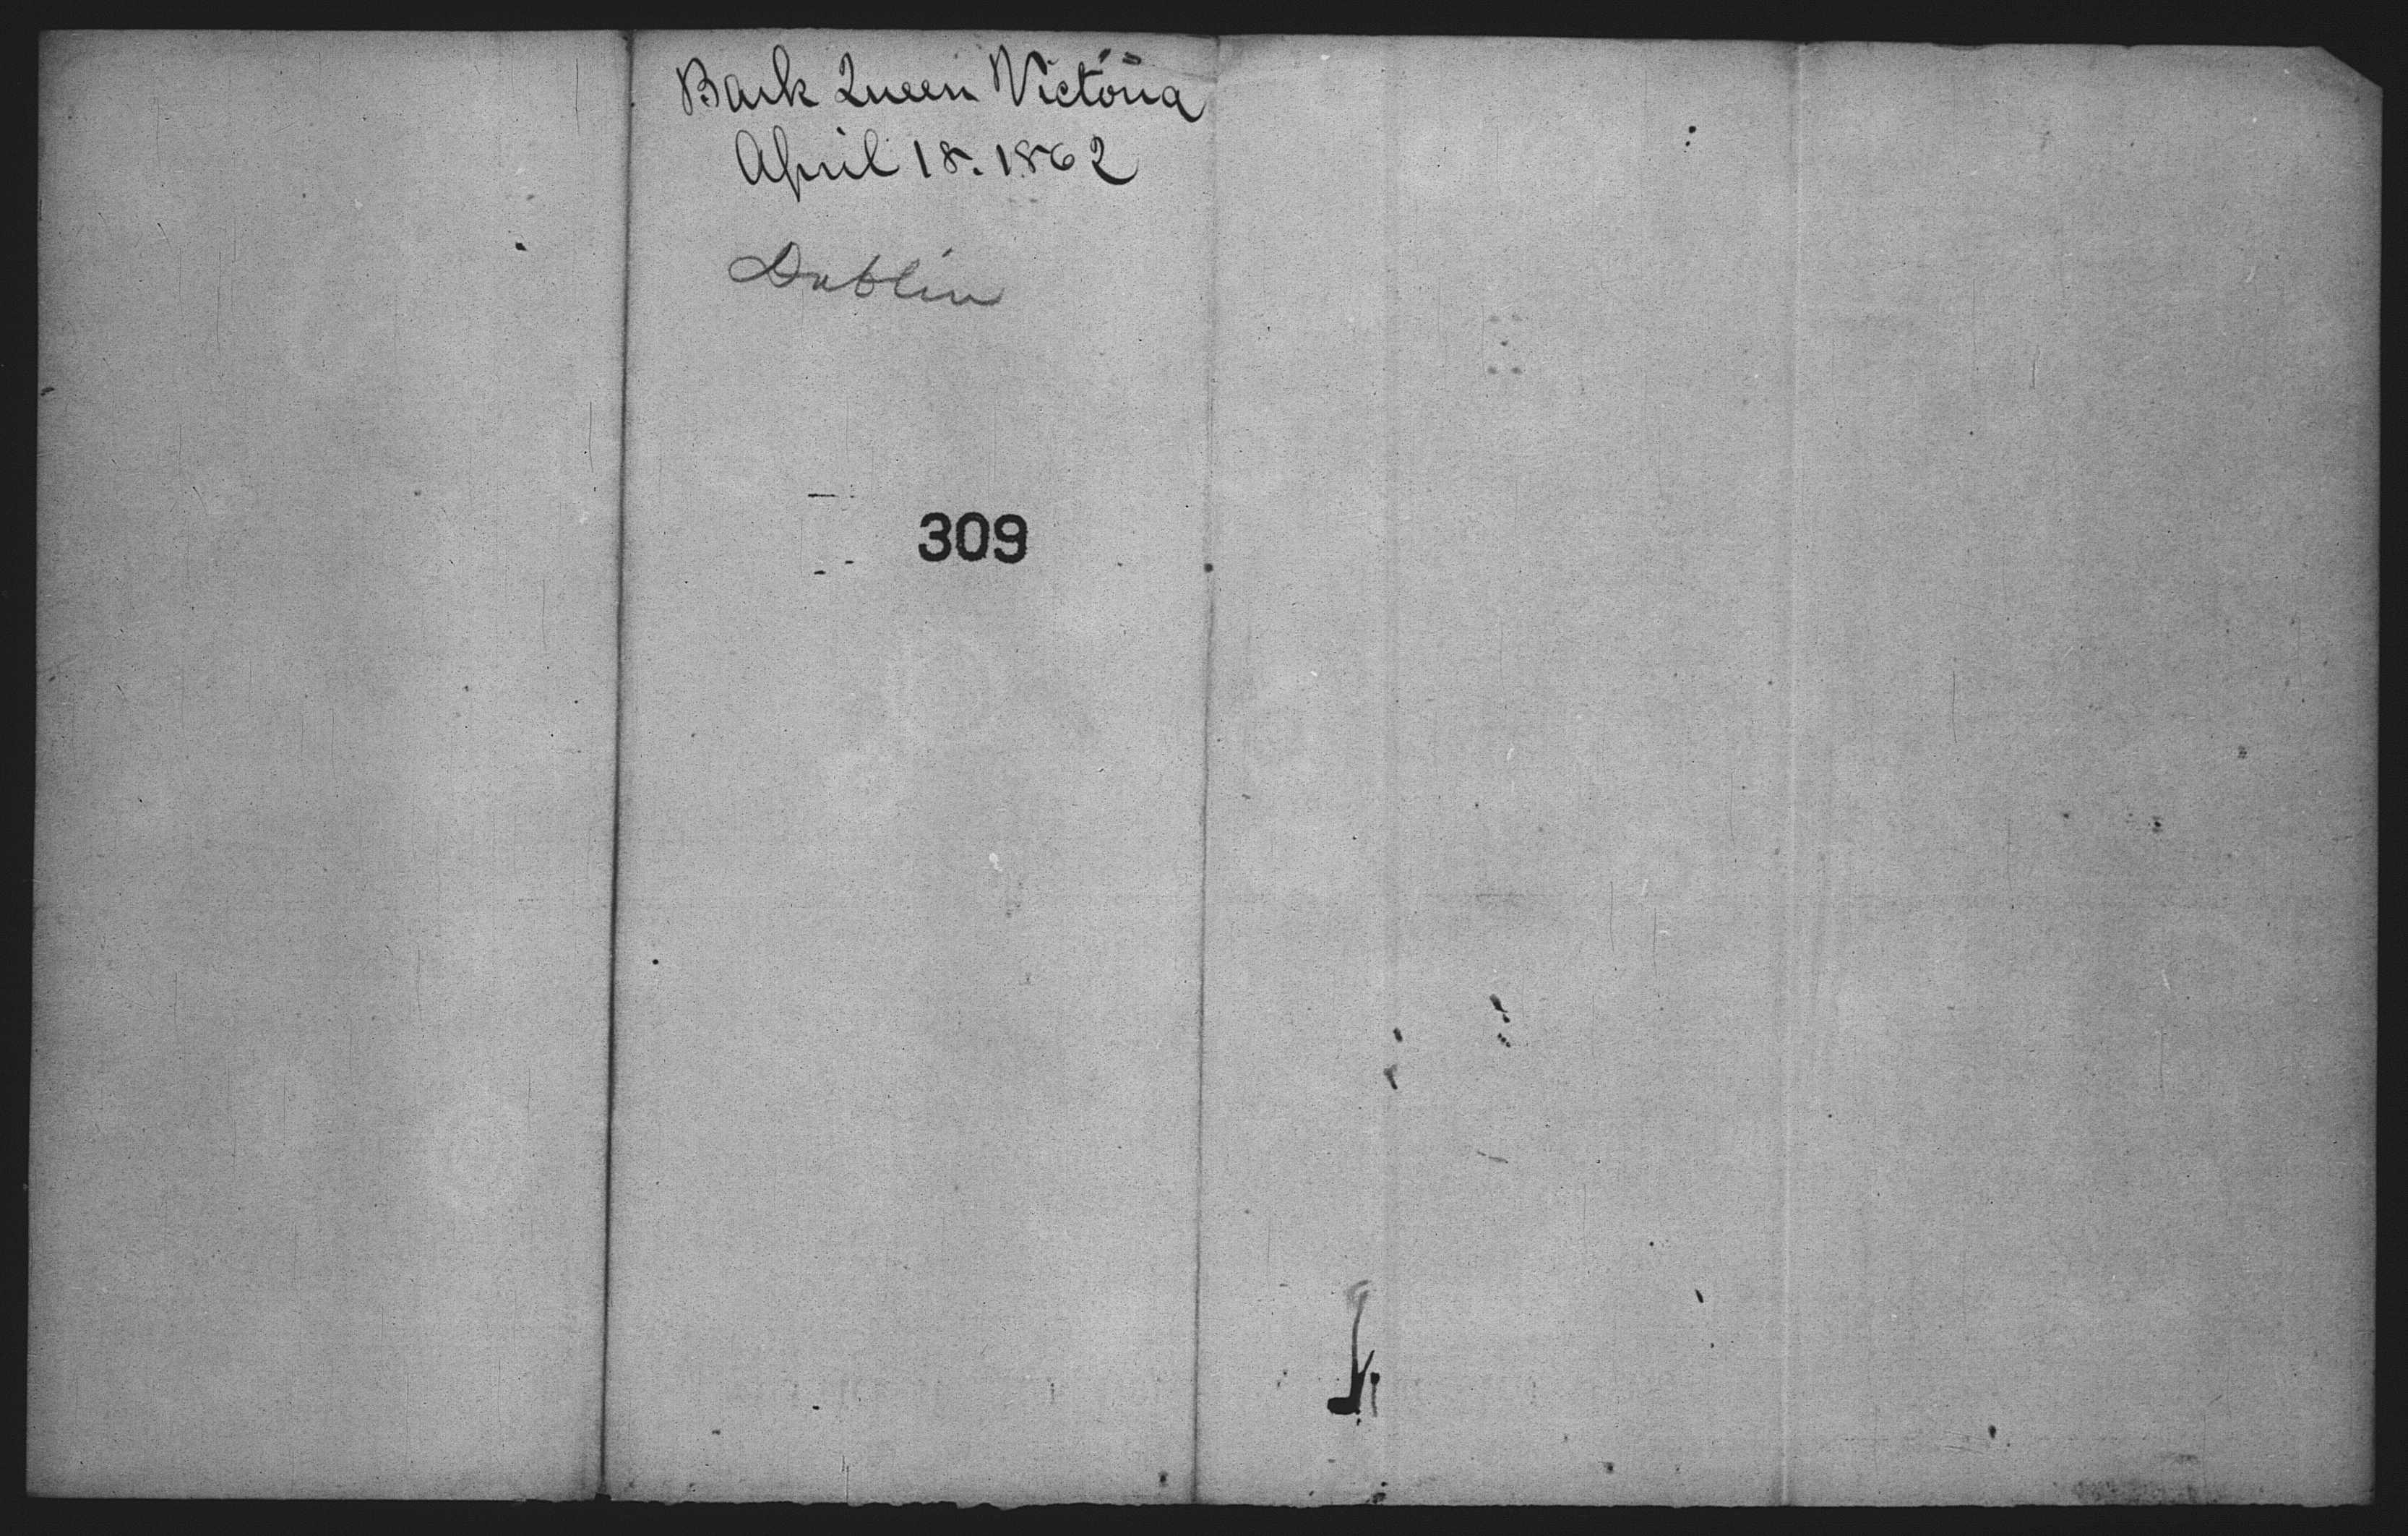 Bark Queen Victoria
April 18. 1862
Dublin
309